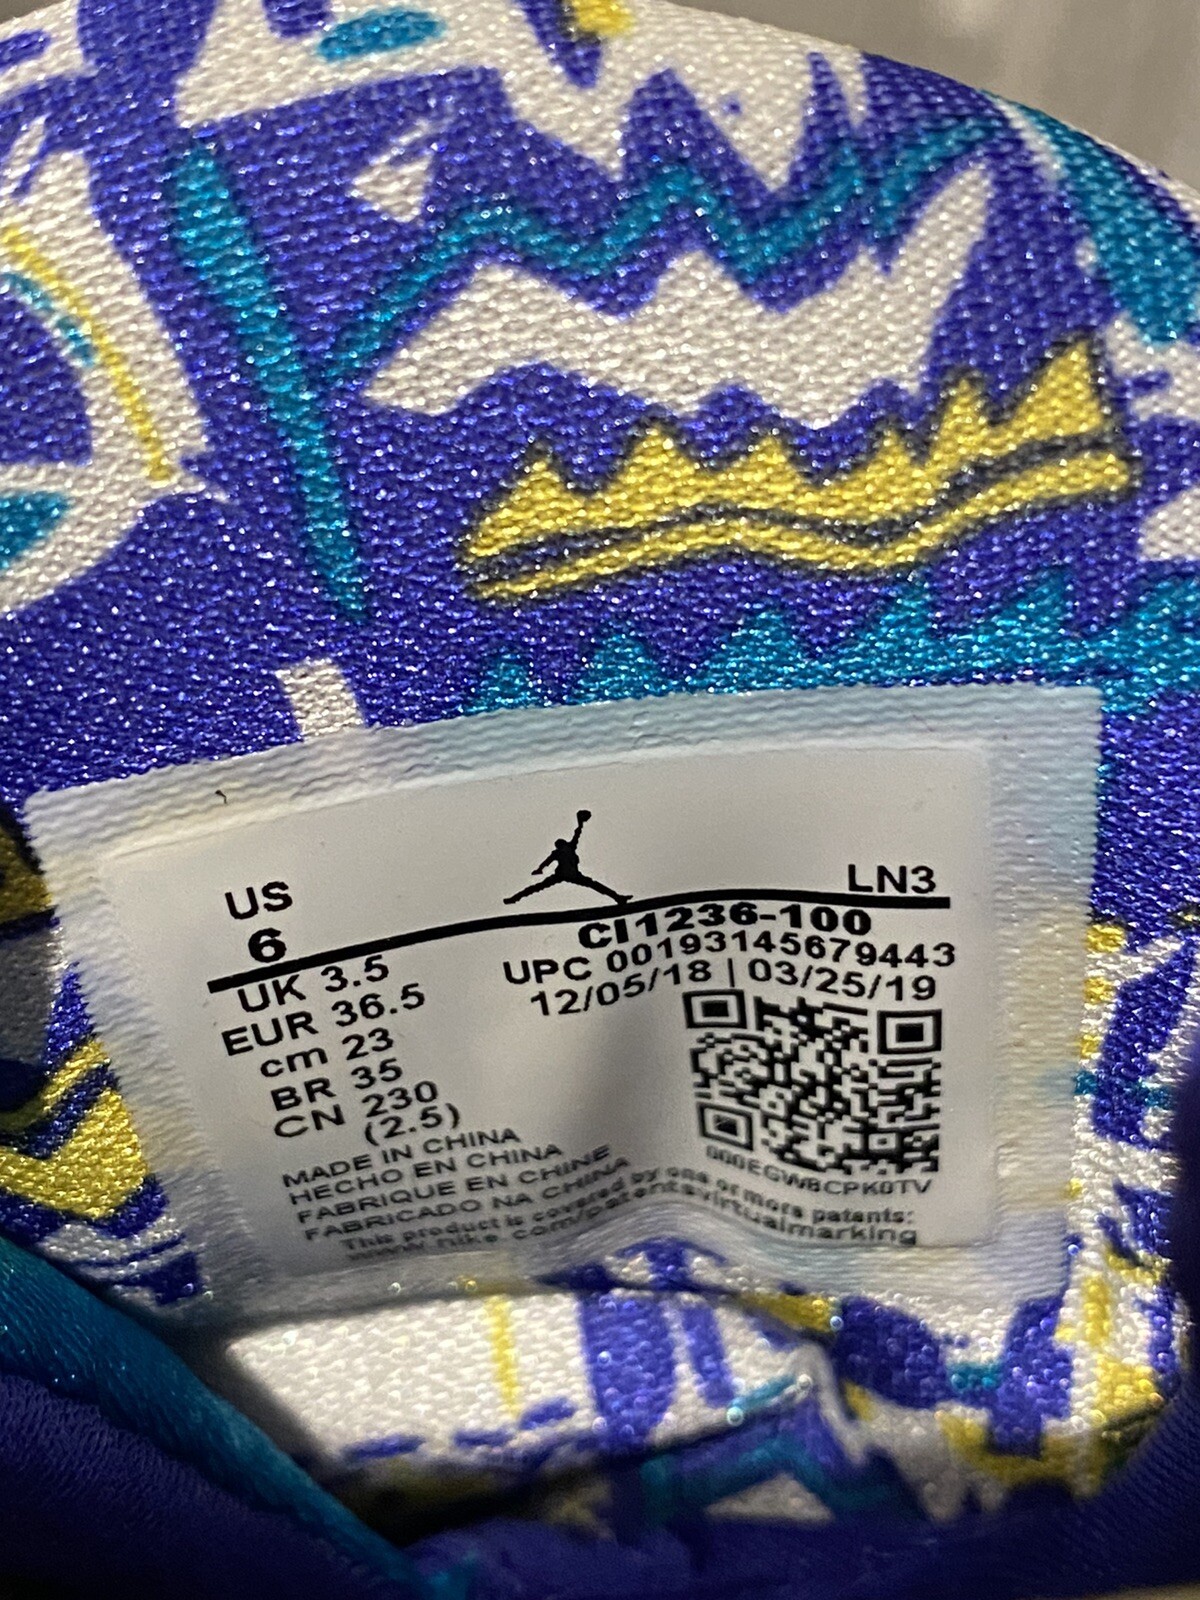 US
6
LN3
CI1236-100
UPC 00193145679443
12/05/18 | 03/25/19
UK 3.5
EUR 36.5
cm 23
BR 35
CN 230
(2.5)
MADE IN CHINA
HECHO EN CHINA
FABRIQUE EN CHINE
FABRICADO NA CHINA
000EGWBCPK0TV
This product is covered by one or more patents:
www.nike.com/patentsvirtualmarking